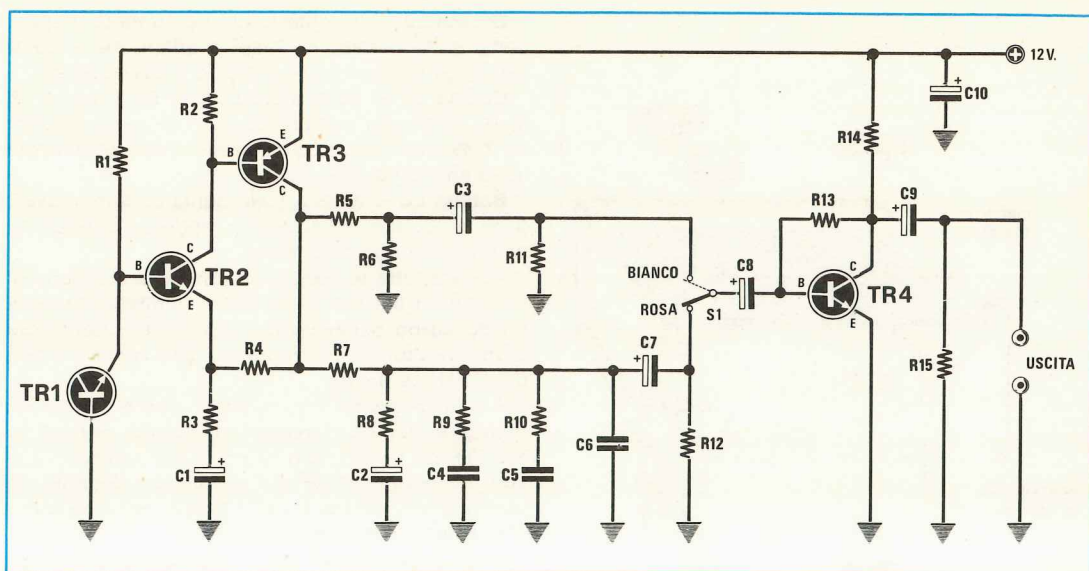 12 V.
C10
R2
R14
E
B
TR3
C
R1
R5
C3
+
R13
C9
+
C
TR2
B
E
R6
R11
BIANCO
ROSA
S1
C8
+
B
C
TR4
E
R15
USCITA
R4
R7
C7
+
TR1
R3
R8
R9
R10
C6
R12
C1
+
C2
+
C4
C5